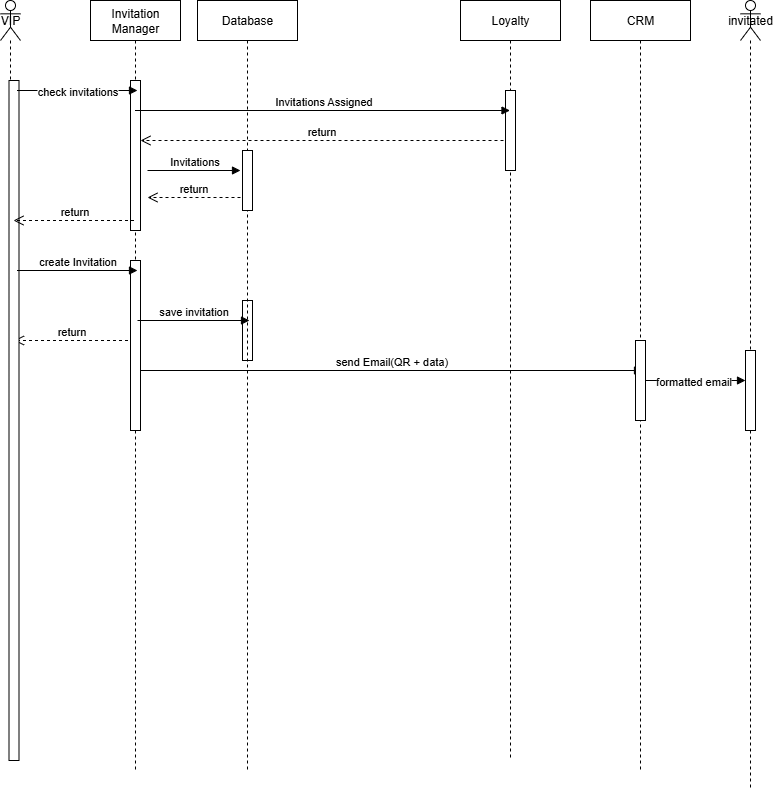 VIP
Invitation
Manager
Database
Loyalty
CRM
invitated
check invitations
Invitations Assigned
return
Invitations
return
return
create Invitation
save invitation
return
send Email(QR + data)
formatted email